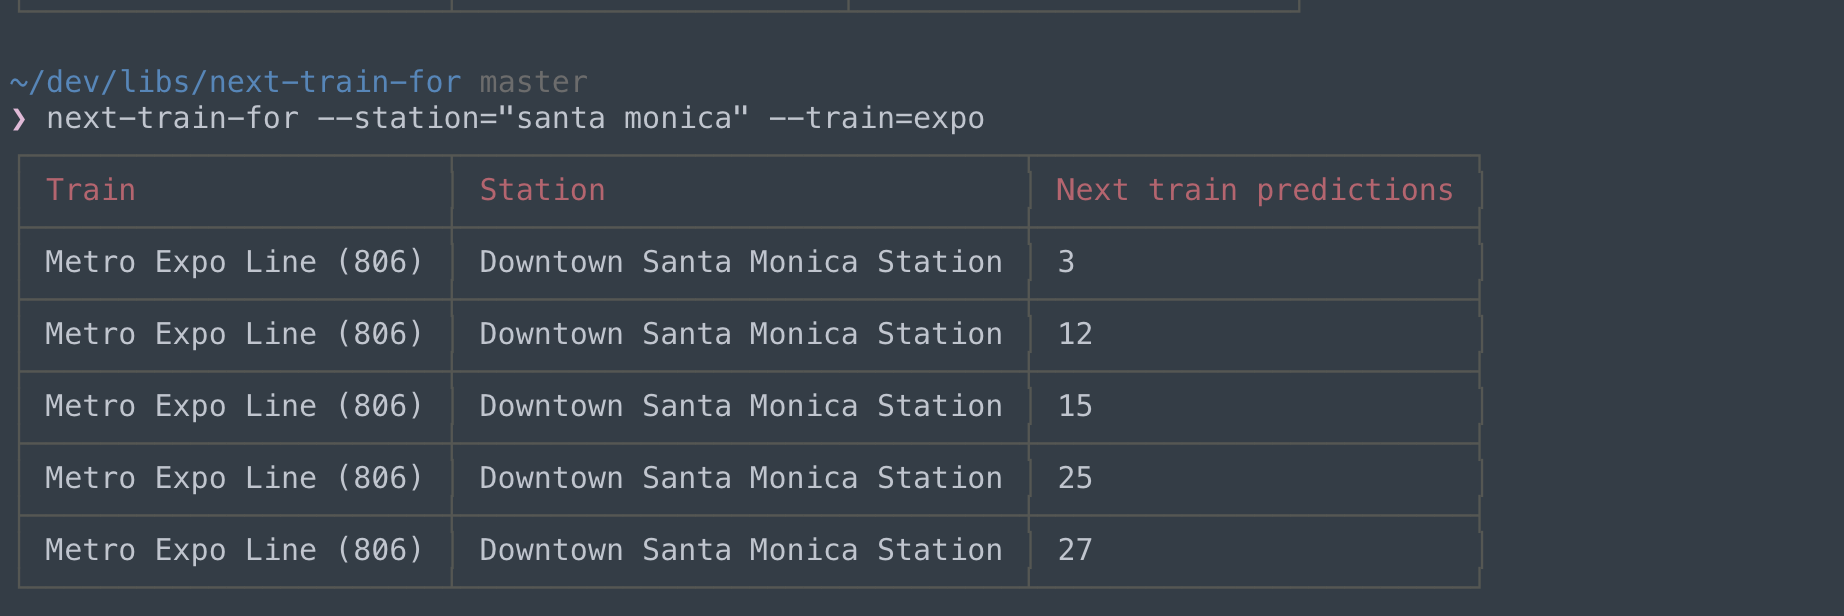 ~/dev/libs/next-train-for master
❯ next-train-for --station="santa monica" --train=expo
Train Station Next train predictions
Metro Expo Line (806) Downtown Santa Monica Station 3
Metro Expo Line (806) Downtown Santa Monica Station 12
Metro Expo Line (806) Downtown Santa Monica Station 15
Metro Expo Line (806) Downtown Santa Monica Station 25
Metro Expo Line (806) Downtown Santa Monica Station 27